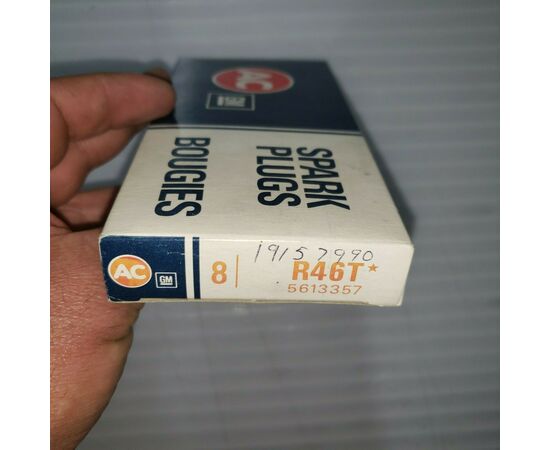 AC
GM
SPARK
PLUGS
BOUGIES
AC
GM
8
19157990
R46T*
5613357